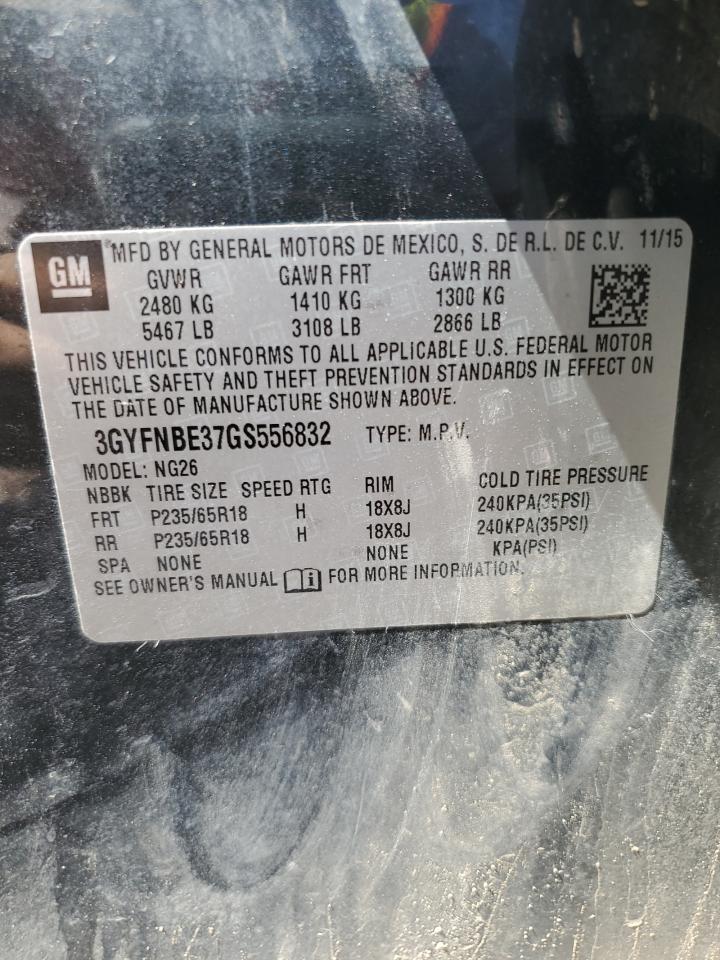 GM
MFD BY GENERAL MOTORS DE MEXICO, S. DE R.L. DE C.V. 11/15
GVWR GAWR FRT GAWR RR
2480 KG 1410 KG 1300 KG
5467 LB 3108 LB 2866 LB
THIS VEHICLE CONFORMS TO ALL APPLICABLE U.S. FEDERAL MOTOR
VEHICLE SAFETY AND THEFT PREVENTION STANDARDS IN EFFECT ON
THE DATE OF MANUFACTURE SHOWN ABOVE.
3GYFNBE37GS556832 TYPE: M.P.V.
MODEL: NG26
NBBK TIRE SIZE SPEED RTG RIM COLD TIRE PRESSURE
FRT P235/65R18 H 18X8J 240KPA(35PSI)
RR P235/65R18 H 18X8J 240KPA(35PSI)
SPA NONE NONE KPA(PSI)
SEE OWNER'S MANUAL i FOR MORE INFORMATION.